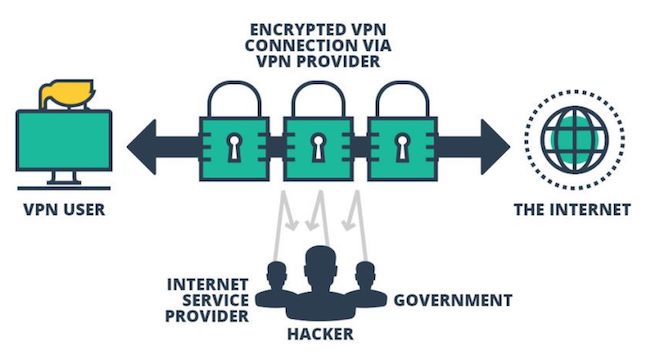 ENCRYPTED VPN
CONNECTION VIA
VPN PROVIDER
VPN USER
THE INTERNET
INTERNET
SERVICE
PROVIDER
HACKER
GOVERNMENT